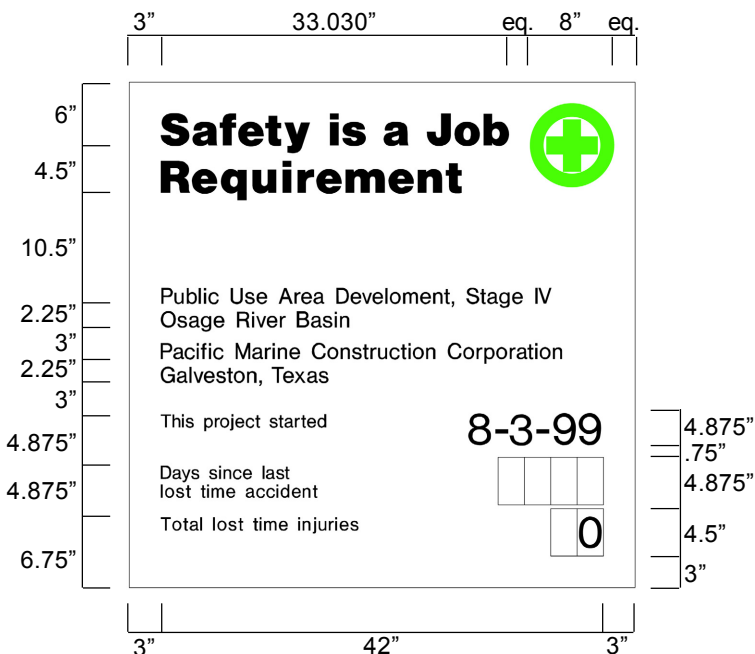 3” 33.030” eq. 8” eq.
6”
4.5”
10.5”
2.25”
3”
2.25”
3”
4.875”
4.875”
6.75”
Safety is a Job
Requirement
Public Use Area Develoment, Stage IV
Osage River Basin
Pacific Marine Construction Corporation
Galveston, Texas
This project started 8-3-99
Days since last
lost time accident
Total lost time injuries 0
4.875”
.75”
4.875”
4.5”
3”
3” 42” 3”